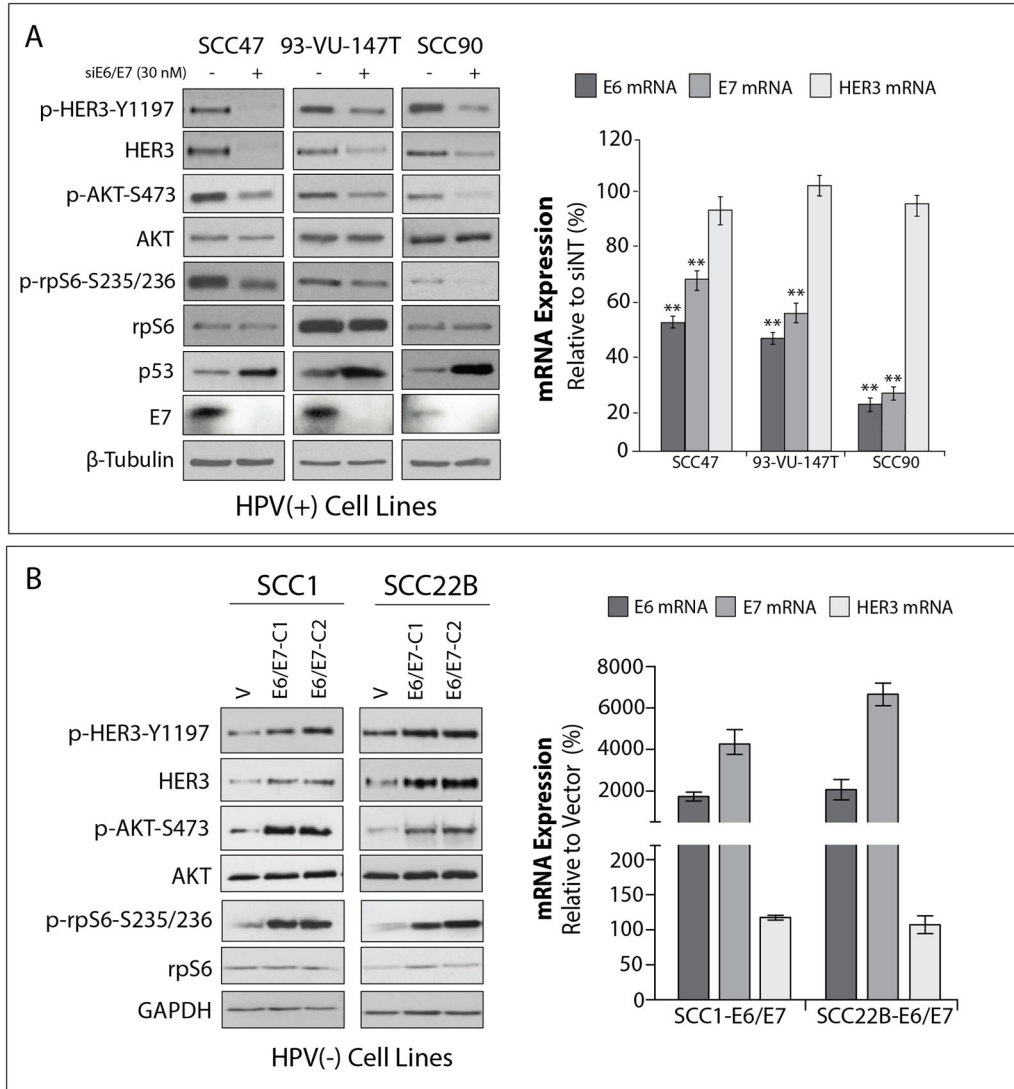 A
SCC47 93-VU-147T SCC90
siE6/E7 (30 nM) - + - + - +
p-HER3-Y1197
HER3
p-AKT-S473
AKT
p-rpS6-S235/236
rpS6
p53
E7
β-Tubulin
HPV(+) Cell Lines
E6 mRNA E7 mRNA HER3 mRNA
mRNA Expression
Relative to siNT (%)
120
100
80
60
40
20
0
** ** ** ** ** **
SCC47 93-VU-147T SCC90
B
SCC1 SCC22B
V E6/E7-C1 E6/E7-C2 V E6/E7-C1 E6/E7-C2
p-HER3-Y1197
HER3
p-AKT-S473
AKT
p-rpS6-S235/236
rpS6
GAPDH
HPV(-) Cell Lines
E6 mRNA E7 mRNA HER3 mRNA
mRNA Expression
Relative to Vector (%)
8000
6000
4000
2000
200
150
100
50
0
SCC1-E6/E7 SCC22B-E6/E7